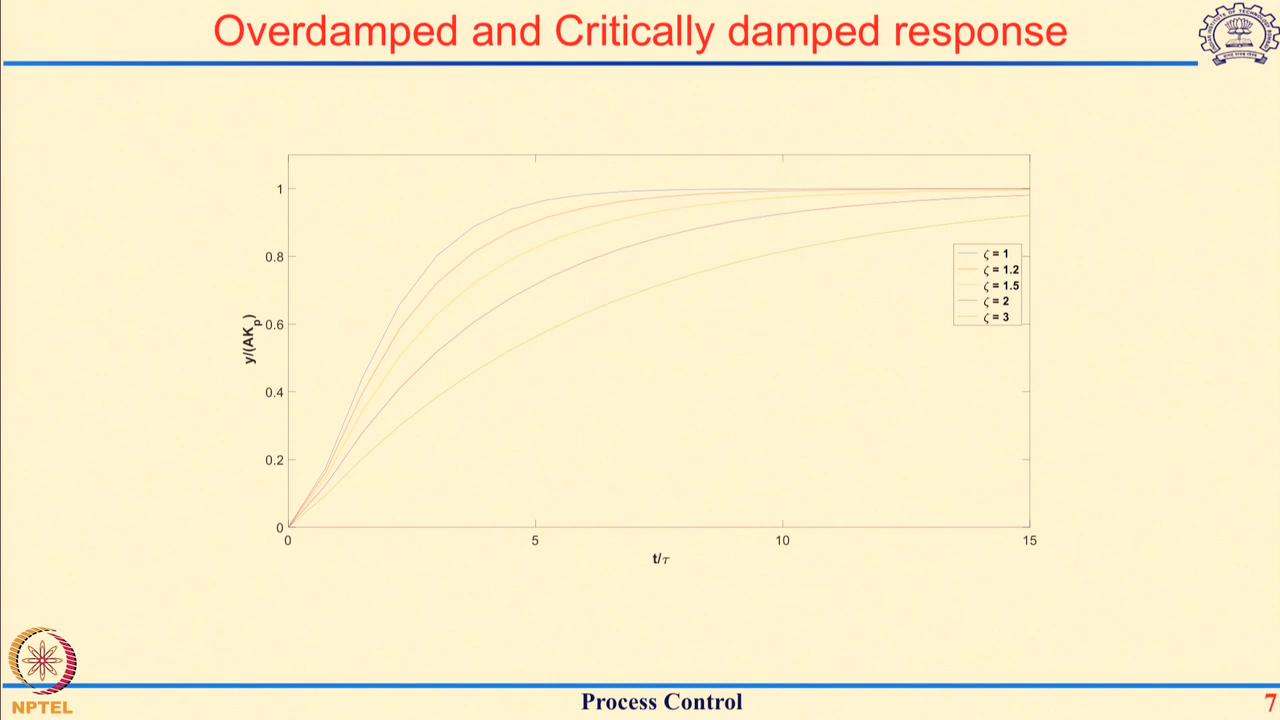 Overdamped and Critically damped response
1
0.8
0.6
0.4
0.2
0
y/(AKp)
0 5 10 15
t/τ
ζ = 1
ζ = 1.2
ζ = 1.5
ζ = 2
ζ = 3
NPTEL
Process Control
7